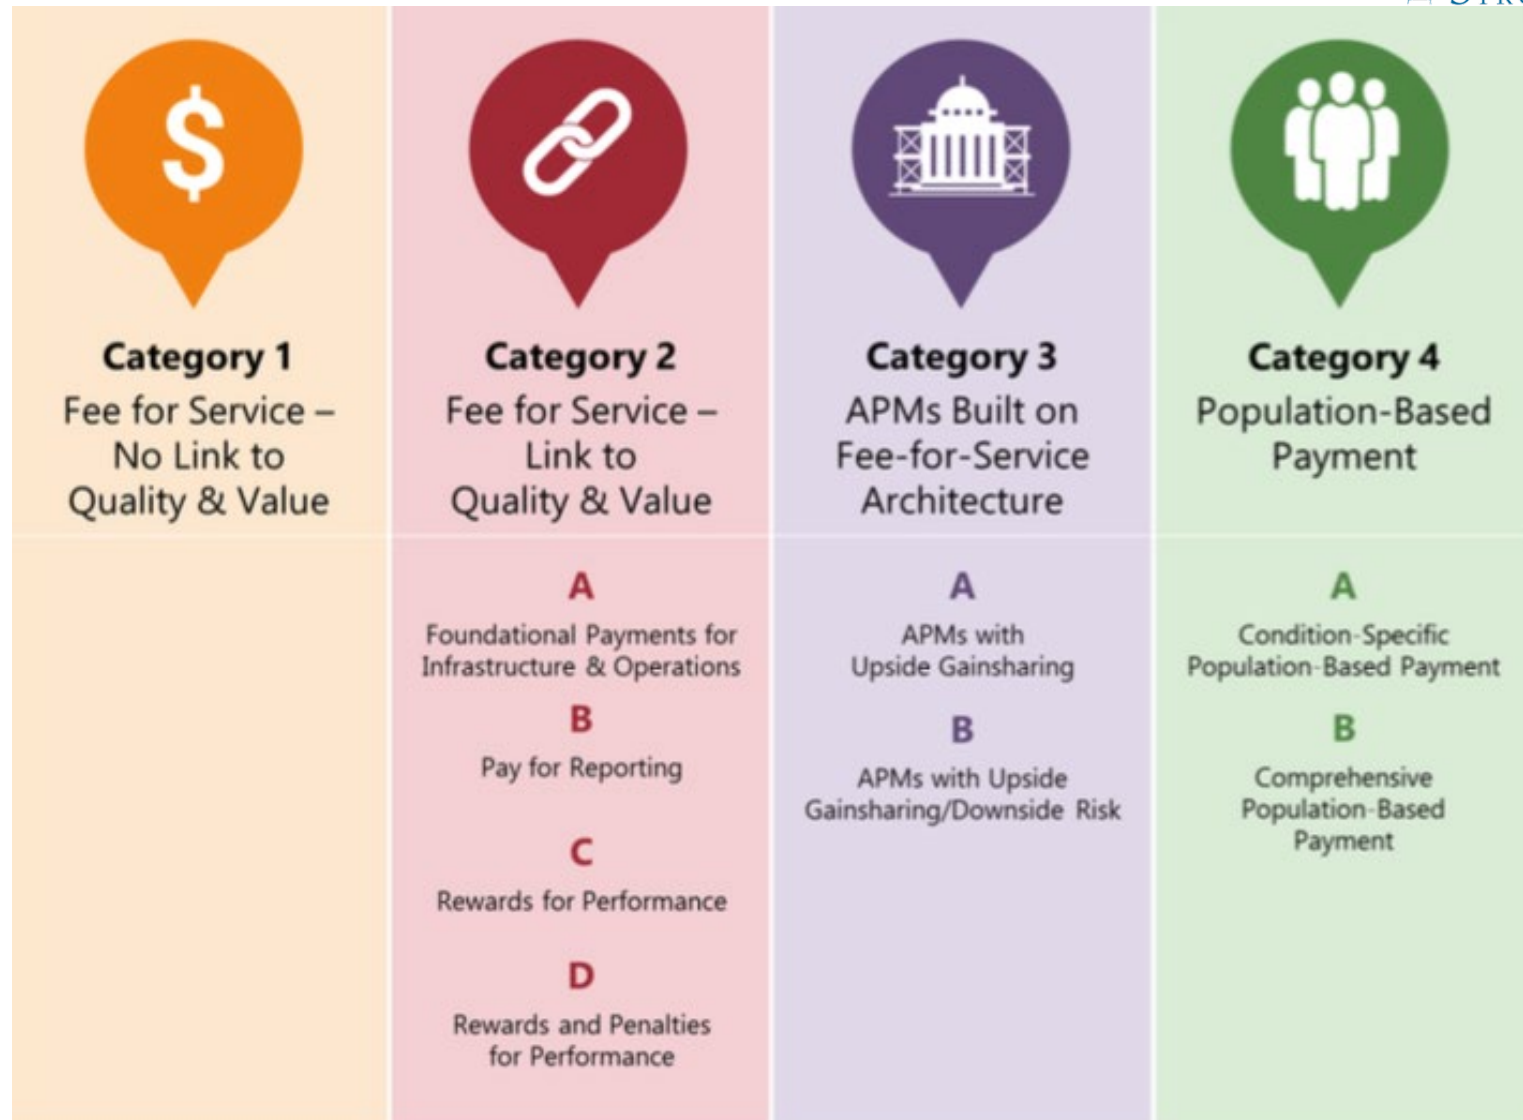 $
Category 1
Fee for Service –
No Link to
Quality & Value
Category 2
Fee for Service –
Link to
Quality & Value
A
Foundational Payments for
Infrastructure & Operations
B
Pay for Reporting
C
Rewards for Performance
D
Rewards and Penalties
for Performance
Category 3
APMs Built on
Fee-for-Service
Architecture
A
APMs with
Upside Gainsharing
B
APMs with Upside
Gainsharing/Downside Risk
Category 4
Population-Based
Payment
A
Condition-Specific
Population-Based Payment
B
Comprehensive
Population-Based
Payment